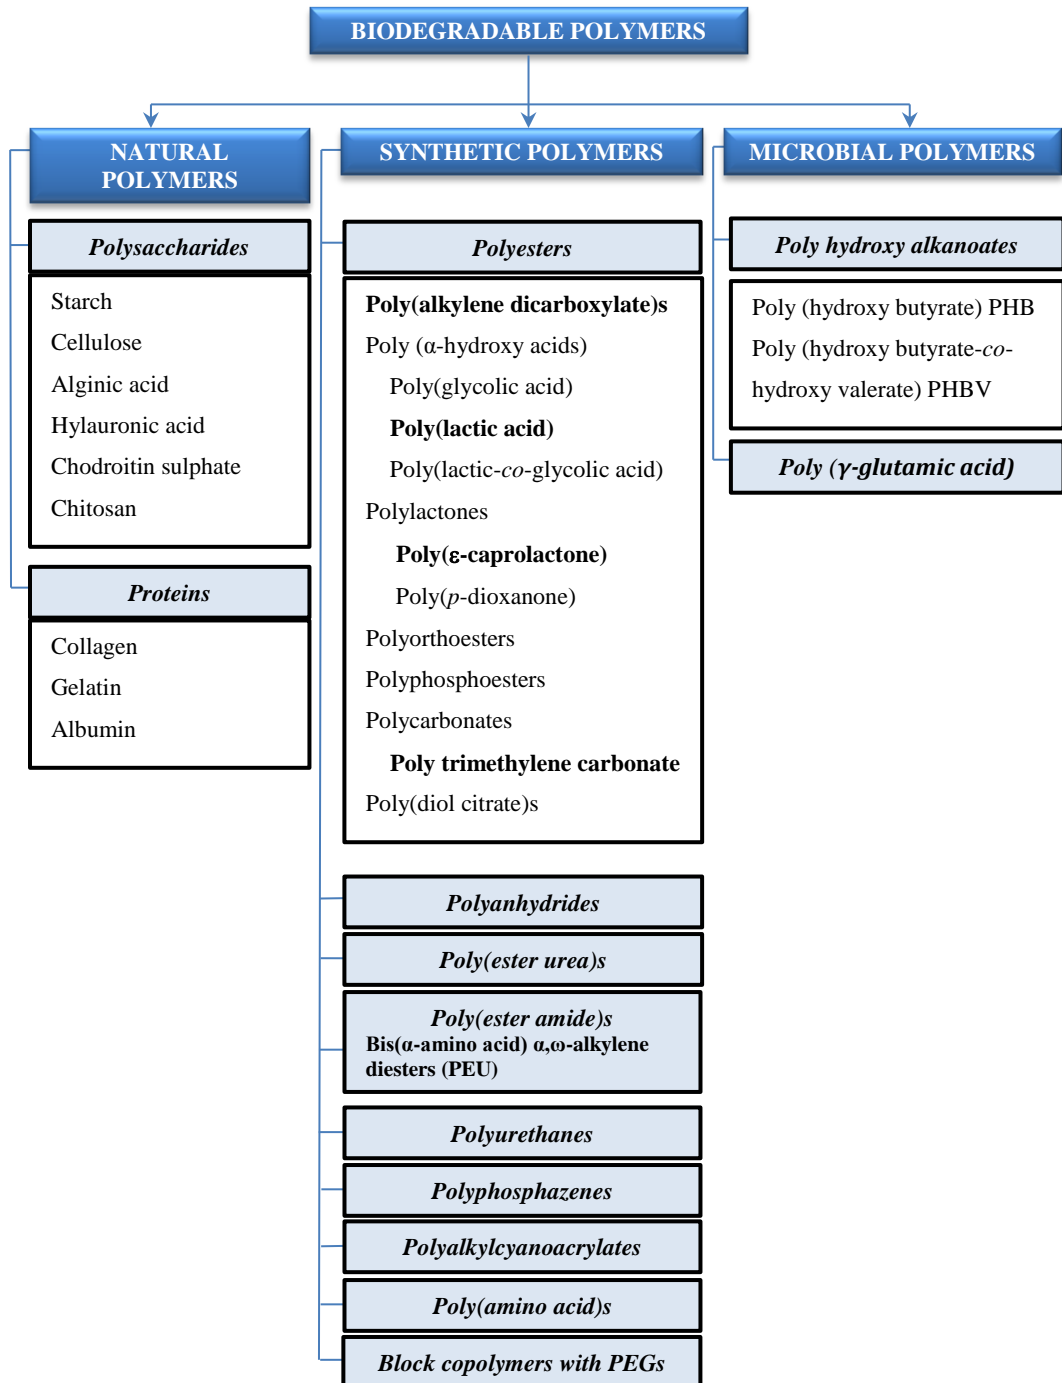 BIODEGRADABLE POLYMERS
NATURAL
POLYMERS
Polysaccharides
Starch
Cellulose
Alginic acid
Hylauronic acid
Chodroitin sulphate
Chitosan
Proteins
Collagen
Gelatin
Albumin
SYNTHETIC POLYMERS
Polyesters
Poly(alkylene dicarboxylate)s
Poly (α-hydroxy acids)
Poly(glycolic acid)
Poly(lactic acid)
Poly(lactic-co-glycolic acid)
Polylactones
Poly(ε-caprolactone)
Poly(p-dioxanone)
Polyorthoesters
Polyphosphoesters
Polycarbonates
Poly trimethylene carbonate
Poly(diol citrate)s
Polyanhydrides
Poly(ester urea)s
Poly(ester amide)s
Bis(α-amino acid) α,ω-alkylene
diesters (PEU)
Polyurethanes
Polyphosphazenes
Polyalkylcyanoacrylates
Poly(amino acid)s
Block copolymers with PEGs
MICROBIAL POLYMERS
Poly hydroxy alkanoates
Poly (hydroxy butyrate) PHB
Poly (hydroxy butyrate-co-
hydroxy valerate) PHBV
Poly (γ-glutamic acid)